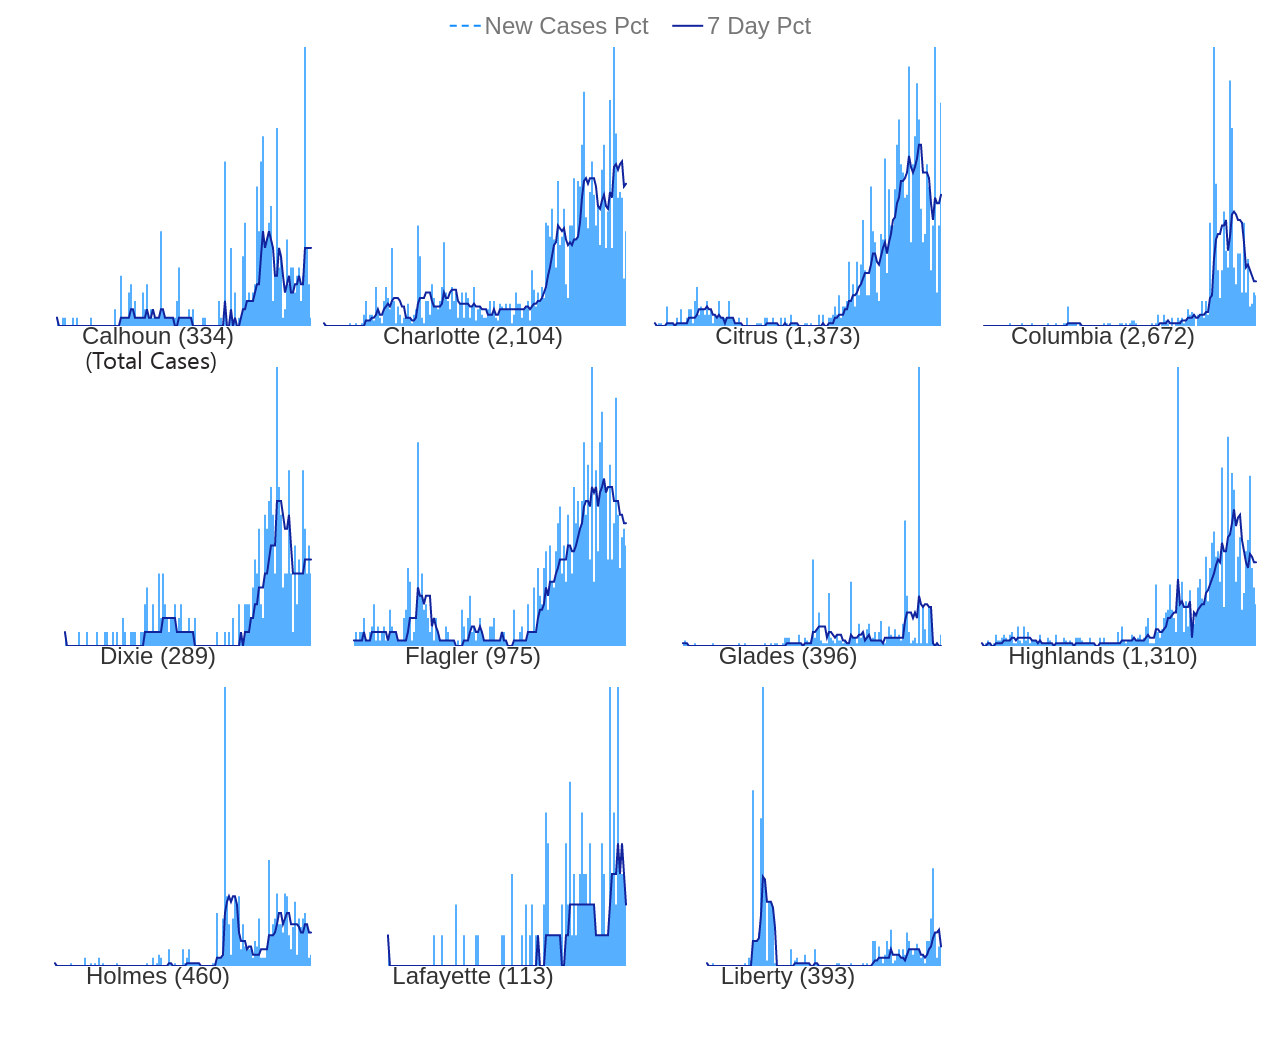 New Cases Pct 7 Day Pct
Calhoun (334) Charlotte (2,104) Citrus (1,373) Columbia (2,672)
(Total Cases)
Dixie (289) Flagler (975) Glades (396) Highlands (1,310)
Holmes (460) Lafayette (113) Liberty (393)